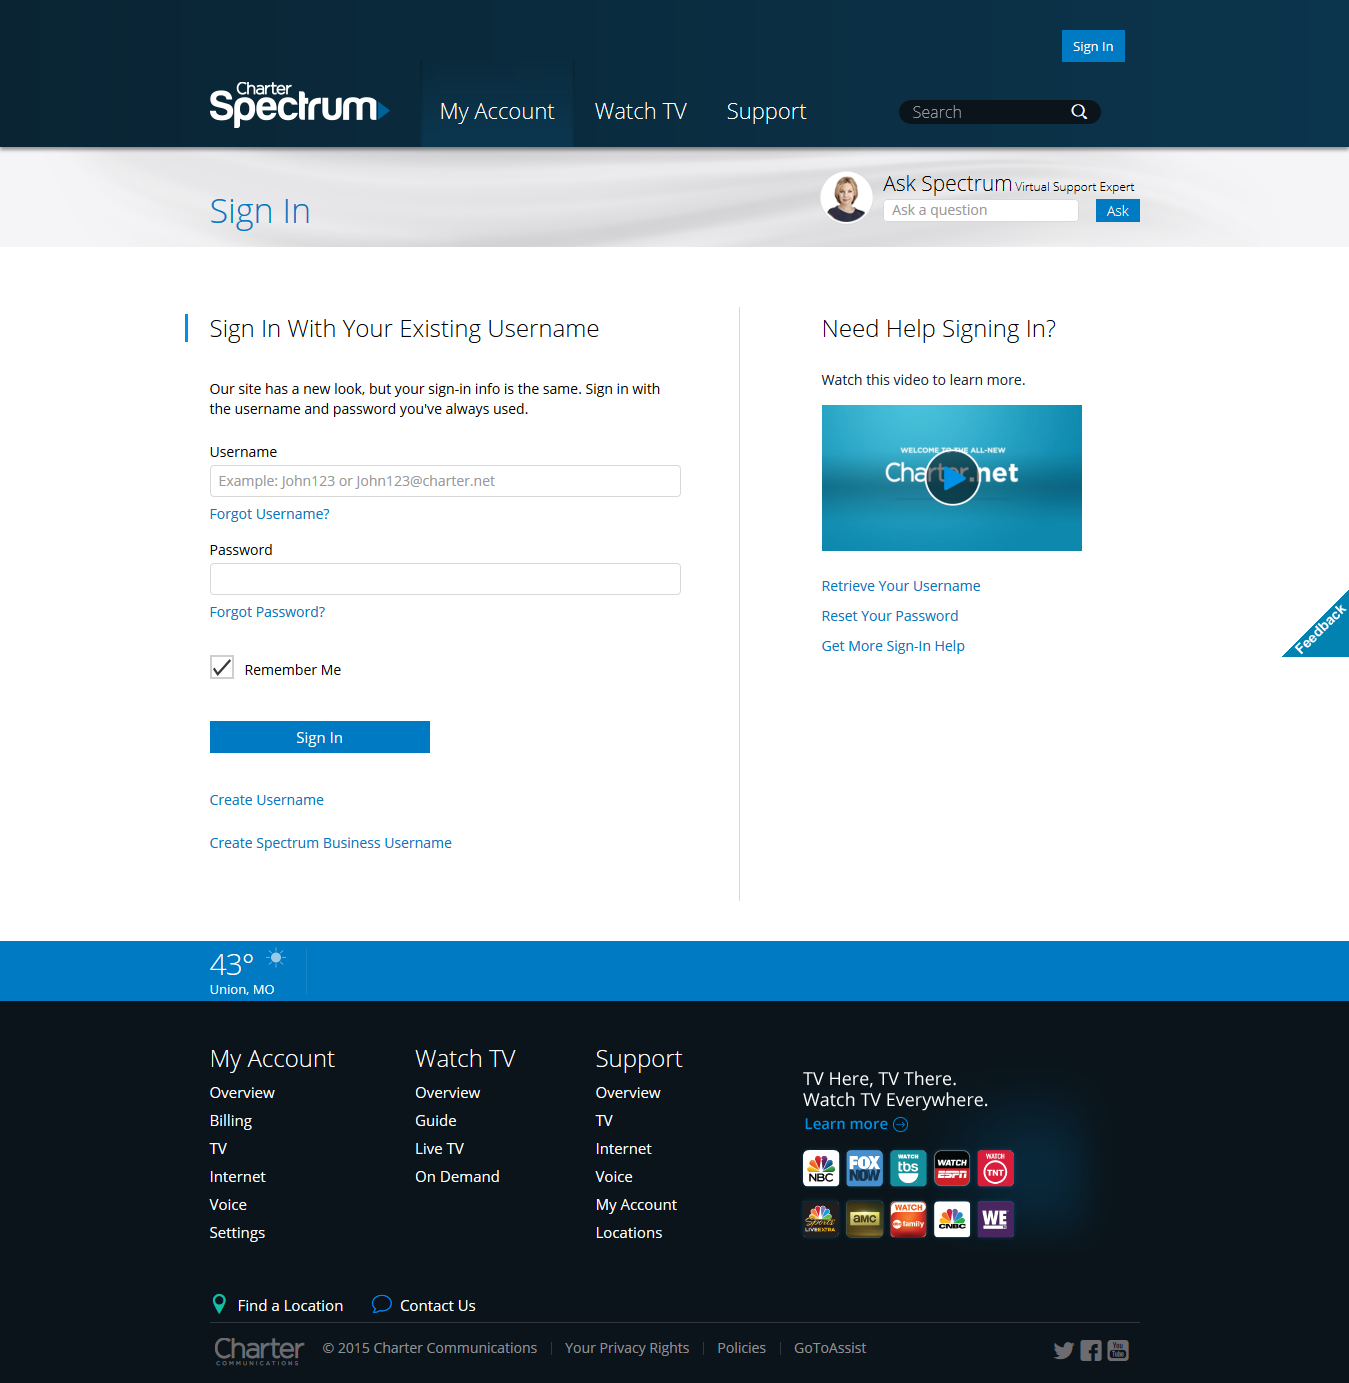 Sign In
Charter
Spectrum
My Account
Watch TV
Support
Search
Sign In
Ask Spectrum Virtual Support Expert
Ask a question
Ask
Sign In With Your Existing Username
Our site has a new look, but your sign-in info is the same. Sign in with
the username and password you've always used.
Username
Example: John123 or John123@charter.net
Forgot Username?
Password
Forgot Password?
Remember Me
Sign In
Create Username
Create Spectrum Business Username
Need Help Signing In?
Watch this video to learn more.
WELCOME TO THE ALL-NEW
Charter.net
Retrieve Your Username
Reset Your Password
Get More Sign-In Help
Feedback
43°
Union, MO
My Account
Overview
Billing
TV
Internet
Voice
Settings
Watch TV
Overview
Guide
Live TV
On Demand
Support
Overview
TV
Internet
Voice
My Account
Locations
TV Here, TV There.
Watch TV Everywhere.
Learn more
NBC
FOX
NOW
WATCH
tbs
WATCH
ESPN
WATCH
TNT
Sports
LIVE EXTRA
amc
WATCH
abc family
CNBC
WE
Find a Location
Contact Us
Charter
COMMUNICATIONS
© 2015 Charter Communications
Your Privacy Rights
Policies
GoToAssist
You
Tube